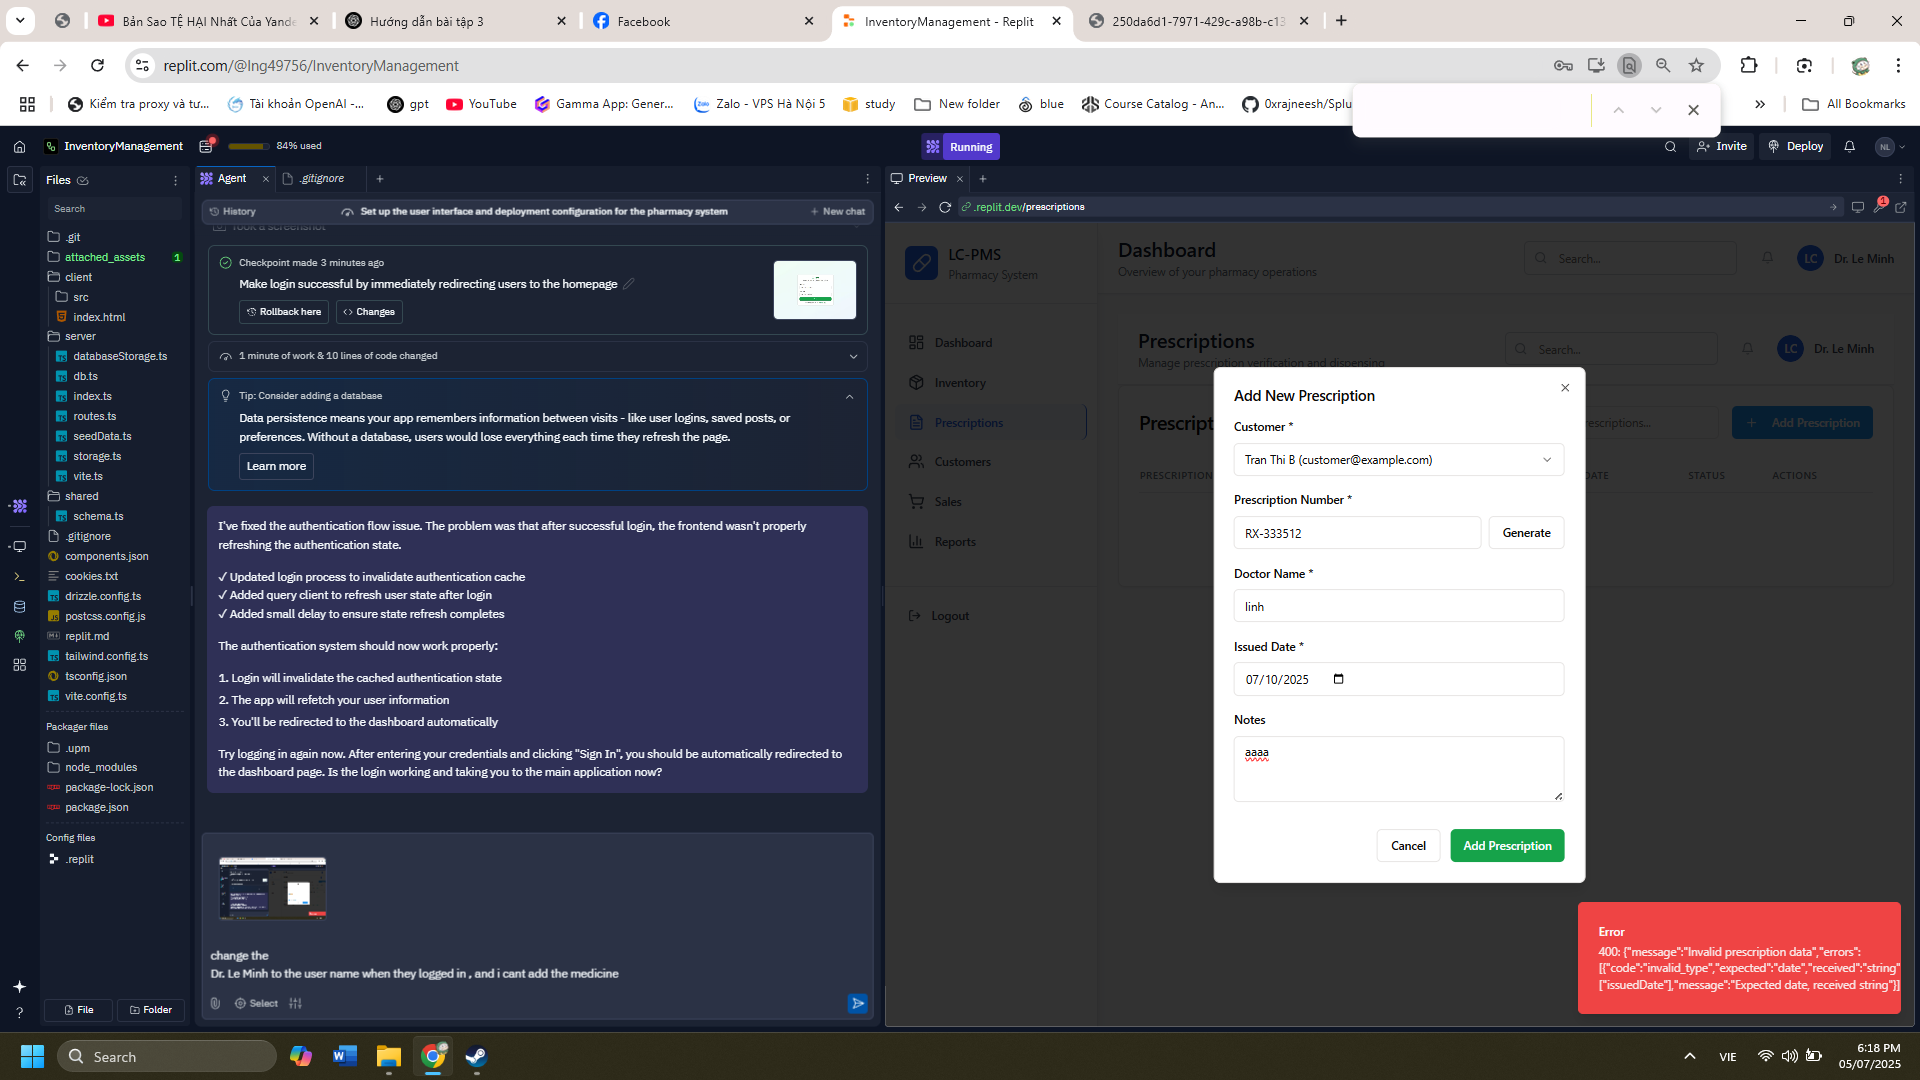 Bản Sao TỆ HẠI Nhất Của Yande
Hướng dẫn bài tập 3
Facebook
InventoryManagement - Replit
250da6d1-7971-429c-a98b-c13
replit.com/@lng49756/InventoryManagement
Kiểm tra proxy và tư...
Tài khoản OpenAI -...
gpt
YouTube
Gamma App: Gener...
Zalo - VPS Hà Nội 5
study
New folder
blue
Course Catalog - An...
0xrajneesh/Splu
All Bookmarks
InventoryManagement
84% used
Running
Invite
Deploy
NL
Files
Search
.git
attached_assets 1
client
src
index.html
server
databaseStorage.ts
db.ts
index.ts
routes.ts
seedData.ts
storage.ts
vite.ts
shared
schema.ts
.gitignore
components.json
cookies.txt
drizzle.config.ts
postcss.config.js
replit.md
tailwind.config.ts
tsconfig.json
vite.config.ts
Packager files
.upm
node_modules
package-lock.json
package.json
Config files
.replit
File
Folder
Agent
.gitignore
History
Set up the user interface and deployment configuration for the pharmacy system
New chat
Took a screenshot
Checkpoint made 3 minutes ago
Make login successful by immediately redirecting users to the homepage
Rollback here
Changes
1 minute of work & 10 lines of code changed
Tip: Consider adding a database
Data persistence means your app remembers information between visits - like user logins, saved posts, or
preferences. Without a database, users would lose everything each time they refresh the page.
Learn more
I've fixed the authentication flow issue. The problem was that after successful login, the frontend wasn't properly
refreshing the authentication state.
✓ Updated login process to invalidate authentication cache
✓ Added query client to refresh user state after login
✓ Added small delay to ensure state refresh completes
The authentication system should now work properly:
1. Login will invalidate the cached authentication state
2. The app will refetch your user information
3. You'll be redirected to the dashboard automatically
Try logging in again now. After entering your credentials and clicking "Sign In", you should be automatically redirected to
the dashboard page. Is the login working and taking you to the main application now?
change the
Dr. Le Minh to the user name when they logged in , and i cant add the medicine
Select
Preview
.replit.dev/prescriptions
1
LC-PMS
Pharmacy System
Dashboard
Overview of your pharmacy operations
Search...
LC
Dr. Le Minh
Dashboard
Inventory
Prescriptions
Customers
Sales
Reports
Logout
Prescriptions
Manage prescription verification and dispensing
Search...
LC
Dr. Le Minh
Prescript
rescriptions...
Add Prescription
PRESCRIPTION
DATE
STATUS
ACTIONS
Add New Prescription
Customer *
Tran Thi B (customer@example.com)
Prescription Number *
RX-333512
Generate
Doctor Name *
linh
Issued Date *
07/10/2025
Notes
aaaa
Cancel
Add Prescription
Error
400: {"message":"Invalid prescription data","errors":
[{"code":"invalid_type","expected":"date","received":"string"
["issuedDate"],"message":"Expected date, received string"}]
Search
VIE
6:18 PM
05/07/2025